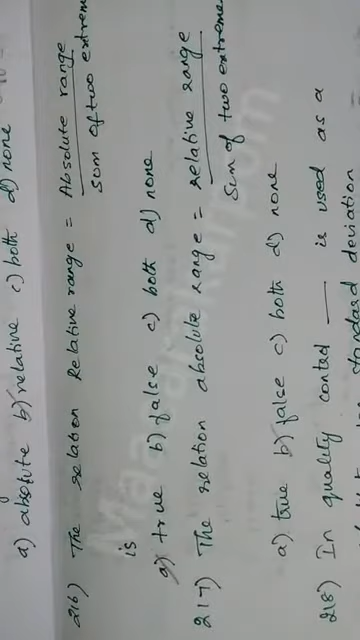 a) absolute b) relative c) both d) none
216) The relation Relative range = Absolute range
sum of two extreme
is
a) true b) false c) both d) none
217) The relation absolute range = relative range
Sum of two extreme
a) true b) false c) both d) none
218) In quality conted ___ is used as a
standard deviation